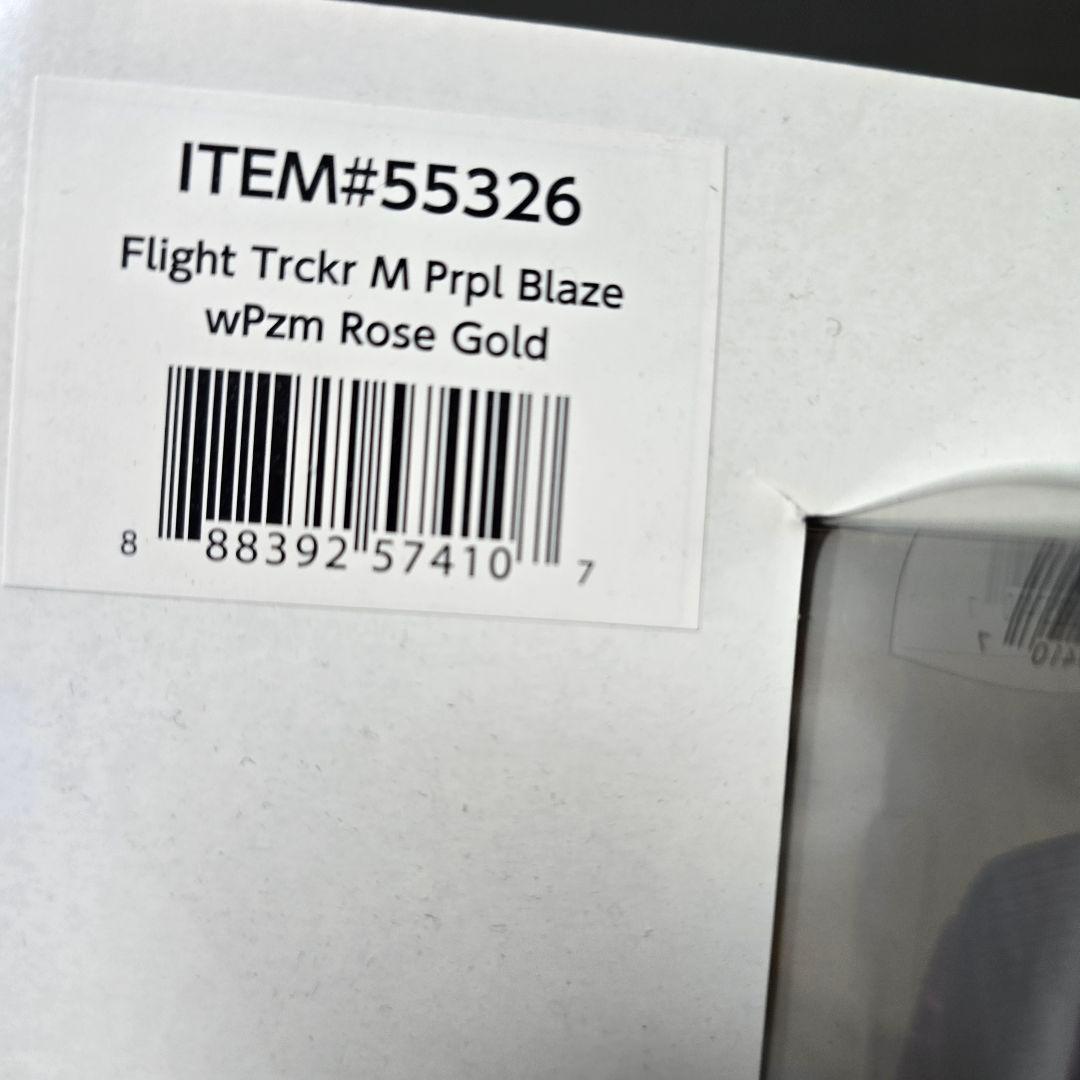 ITEM#55326
Flight Trckr M Prpl Blaze
wPzm Rose Gold
8 88392 57410 7